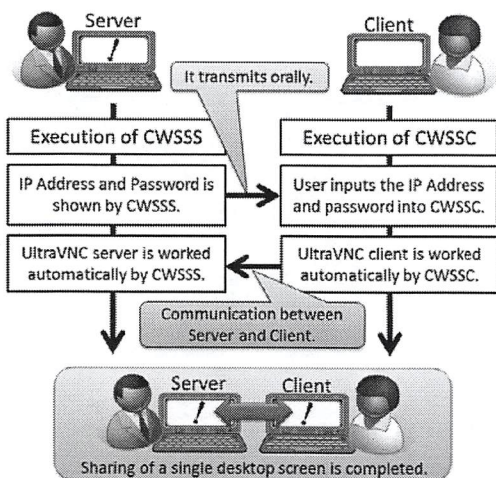 Server
Client
!
It transmits orally.
Execution of CWSSS
Execution of CWSSC
IP Address and Password is
shown by CWSSS.
User inputs the IP Address
and password into CWSSC.
UltraVNC server is worked
automatically by CWSSS.
UltraVNC client is worked
automatically by CWSSC.
Communication between
Server and Client.
Server
Client
!
!
Sharing of a single desktop screen is completed.